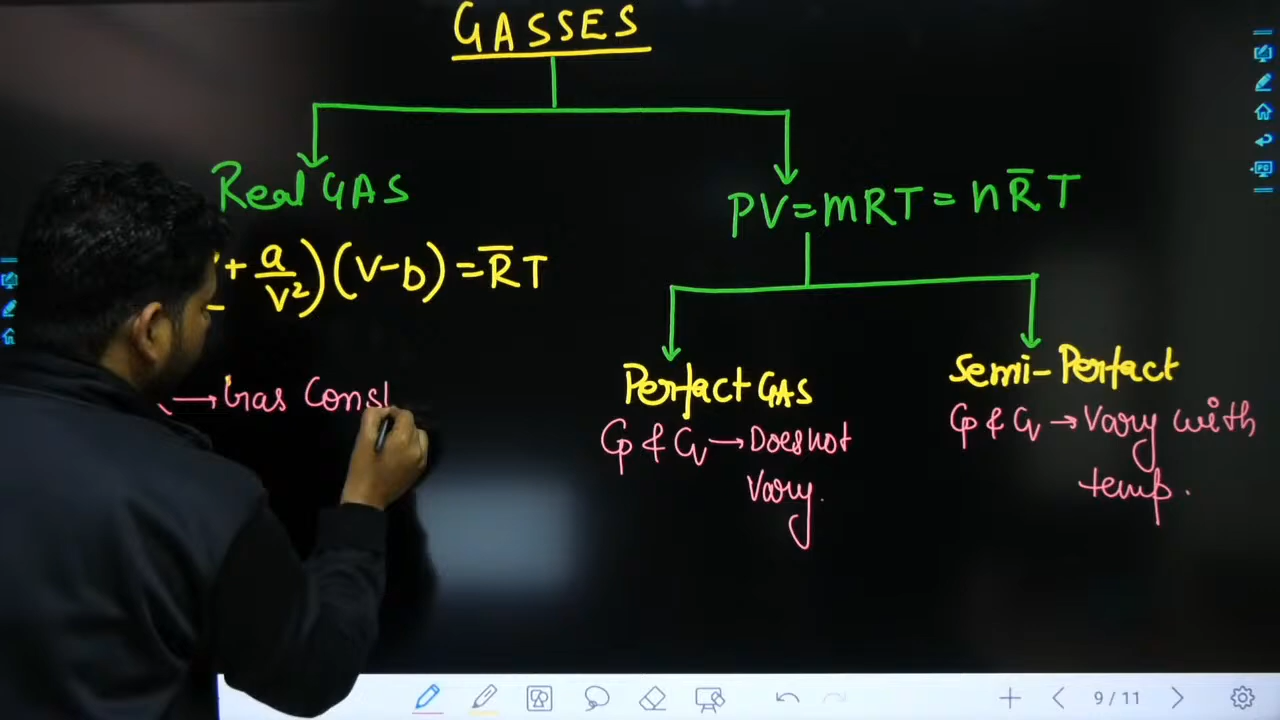 GASSES
Real GAS
PV=mRT = nR̅T
+ a/V²)(V-b) = R̅T
Perfect GAS
Semi-Perfect
Cp & Cv → Does not
Vary.
Cp & Cv → Vary with
temp.
→ Gas Const
9 / 11